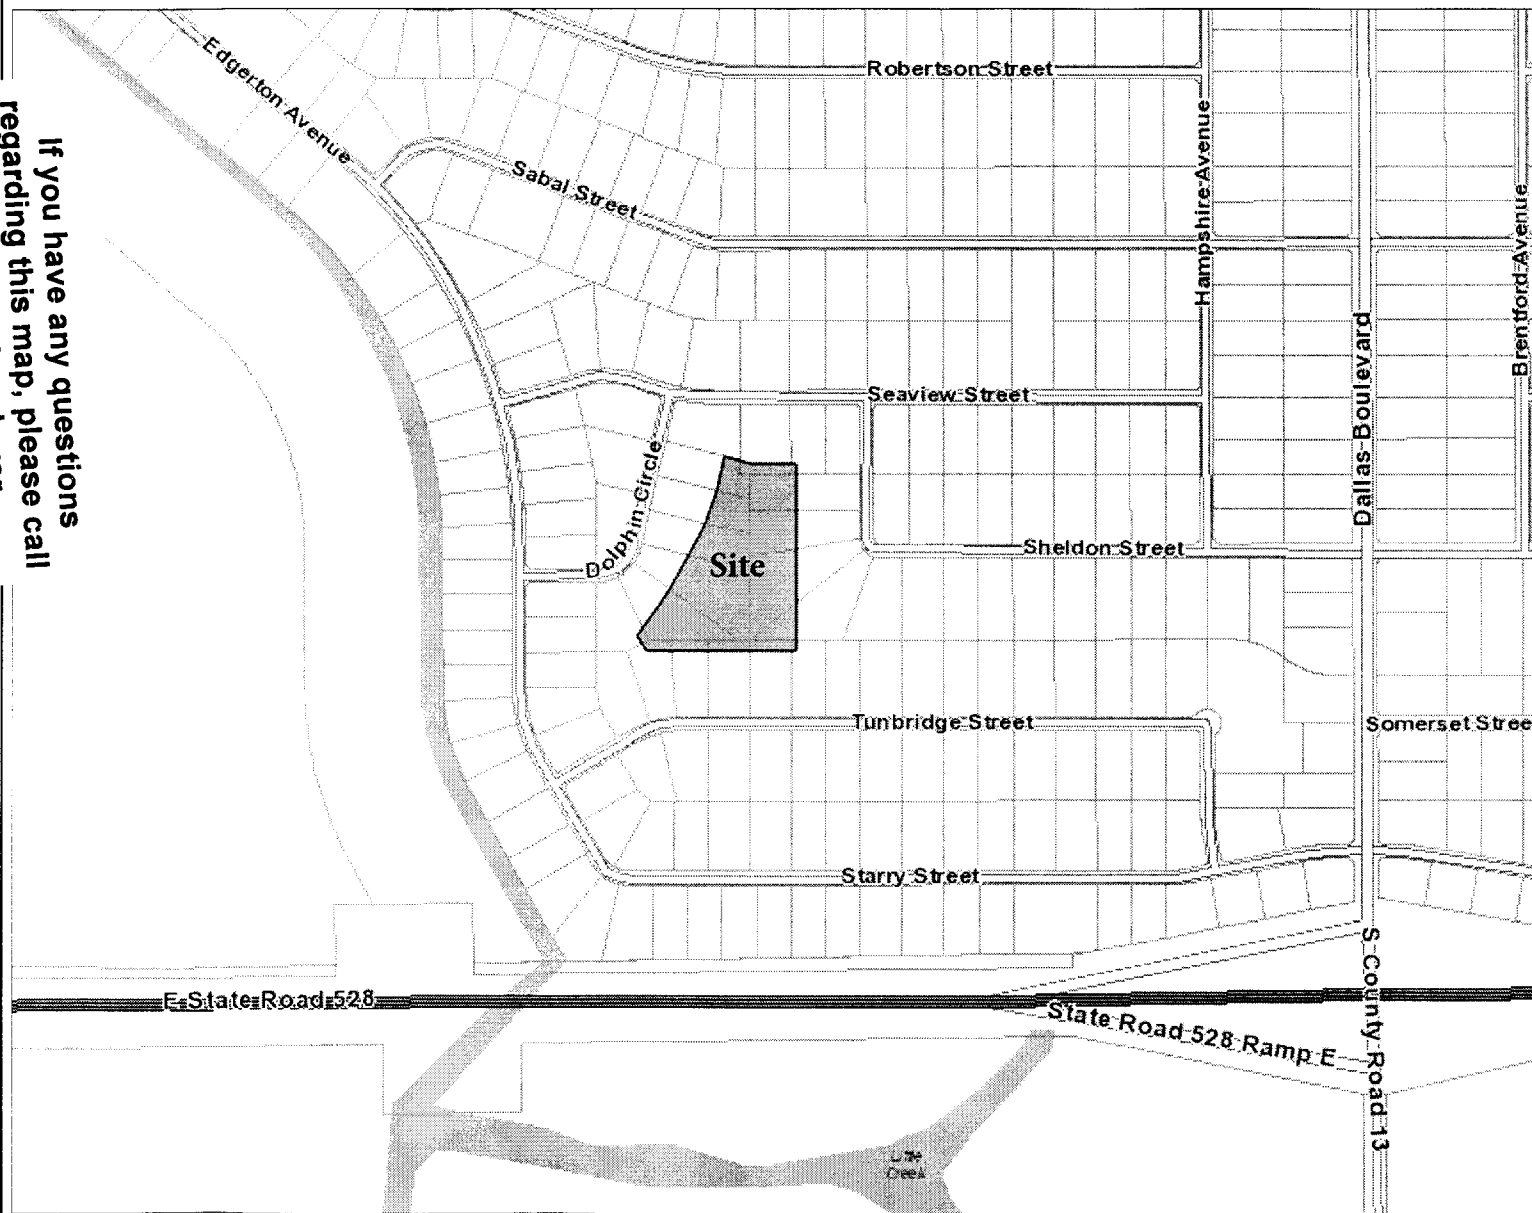 Edgerton Avenue
Robertson Street
Hampshire Avenue
Sabal Street
Brentford Avenue
If you have any questions
regarding this map, please call
Dallas Boulevard
Seaview Street
Dolphin Circle
Sheldon Street
Site
Tunbridge Street
Somerset Stree
Starry Street
S County Road 13
E State Road 528
State Road 528 Ramp E
Creek